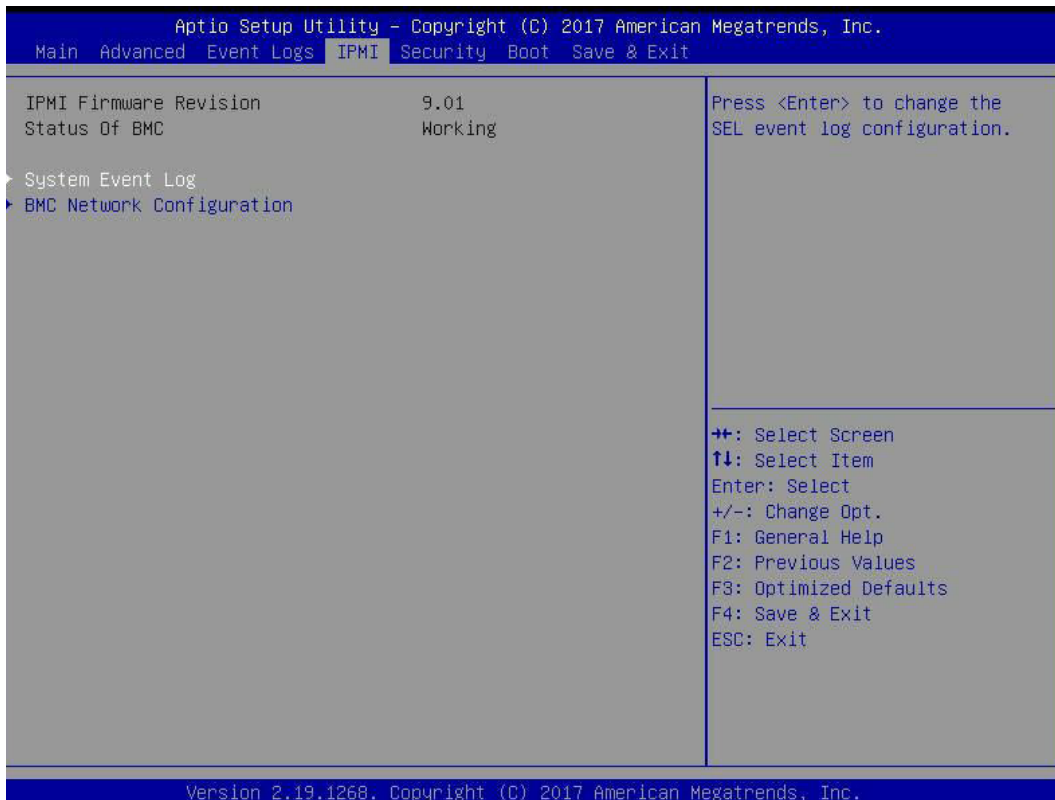 Aptio Setup Utility – Copyright (C) 2017 American Megatrends, Inc.
Main Advanced Event Logs IPMI Security Boot Save & Exit
IPMI Firmware Revision 9.01
Status Of BMC Working
System Event Log
BMC Network Configuration
Press <Enter> to change the
SEL event log configuration.
→←: Select Screen
↑↓: Select Item
Enter: Select
+/-: Change Opt.
F1: General Help
F2: Previous Values
F3: Optimized Defaults
F4: Save & Exit
ESC: Exit
Version 2.19.1268. Copyright (C) 2017 American Megatrends, Inc.